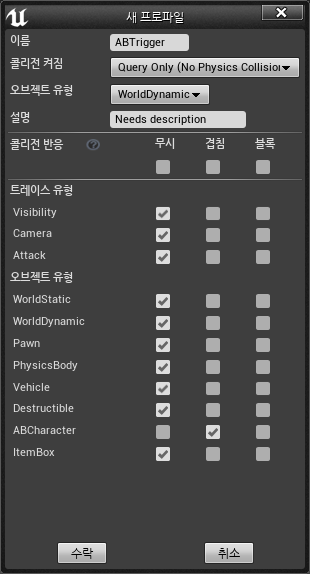 새 프로파일
이름 ABTrigger
콜리전 켜짐 Query Only (No Physics Collision
오브젝트 유형 WorldDynamic
설명 Needs description
콜리전 반응 ? 무시 겹침 블록
트레이스 유형
Visibility
Camera
Attack
오브젝트 유형
WorldStatic
WorldDynamic
Pawn
PhysicsBody
Vehicle
Destructible
ABCharacter
ItemBox
수락 취소